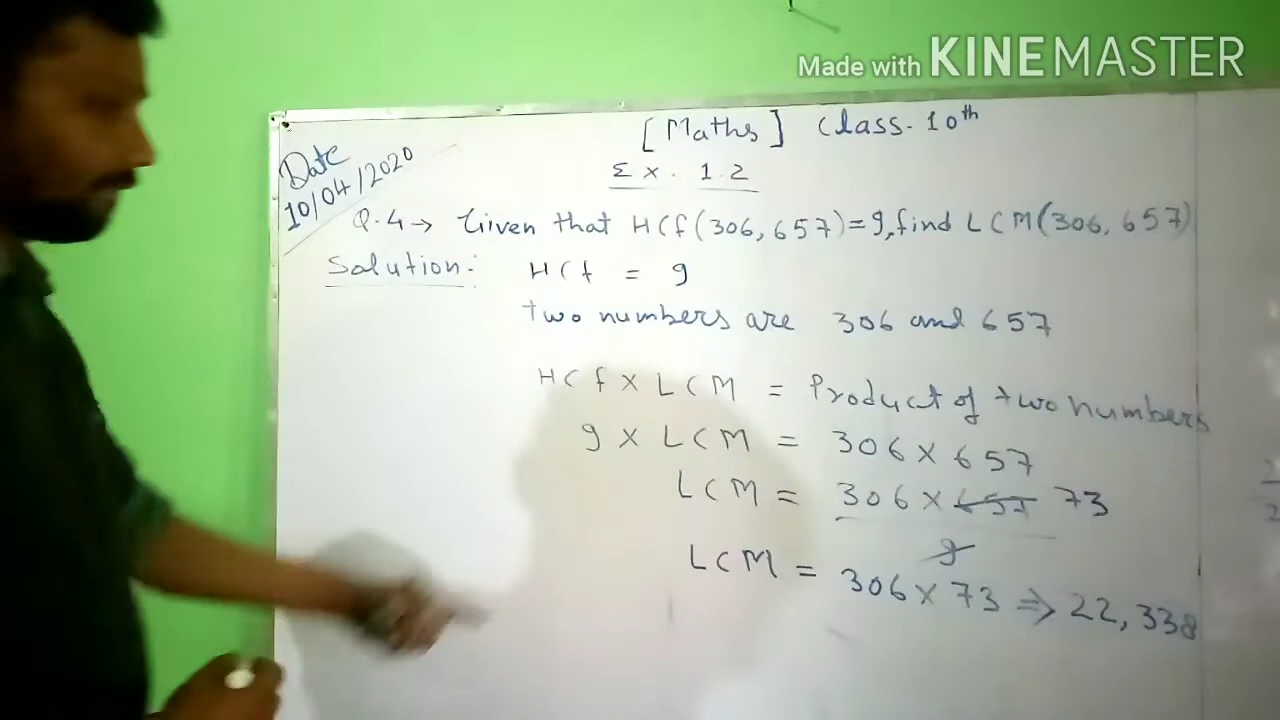 Made with KINEMASTER
[Maths] Class. 10th
Date
10/04/2020
Ex. 1.2
Q.4 → Given that HCf(306, 657) = 9, find LCM(306, 657)
Solution:
HCf = 9
two numbers are 306 and 657
HCf × LCM = Product of two numbers
9 × LCM = 306 × 657
LCM = 306 × 657 73
9
LCM = 306 × 73 ⇒ 22,338